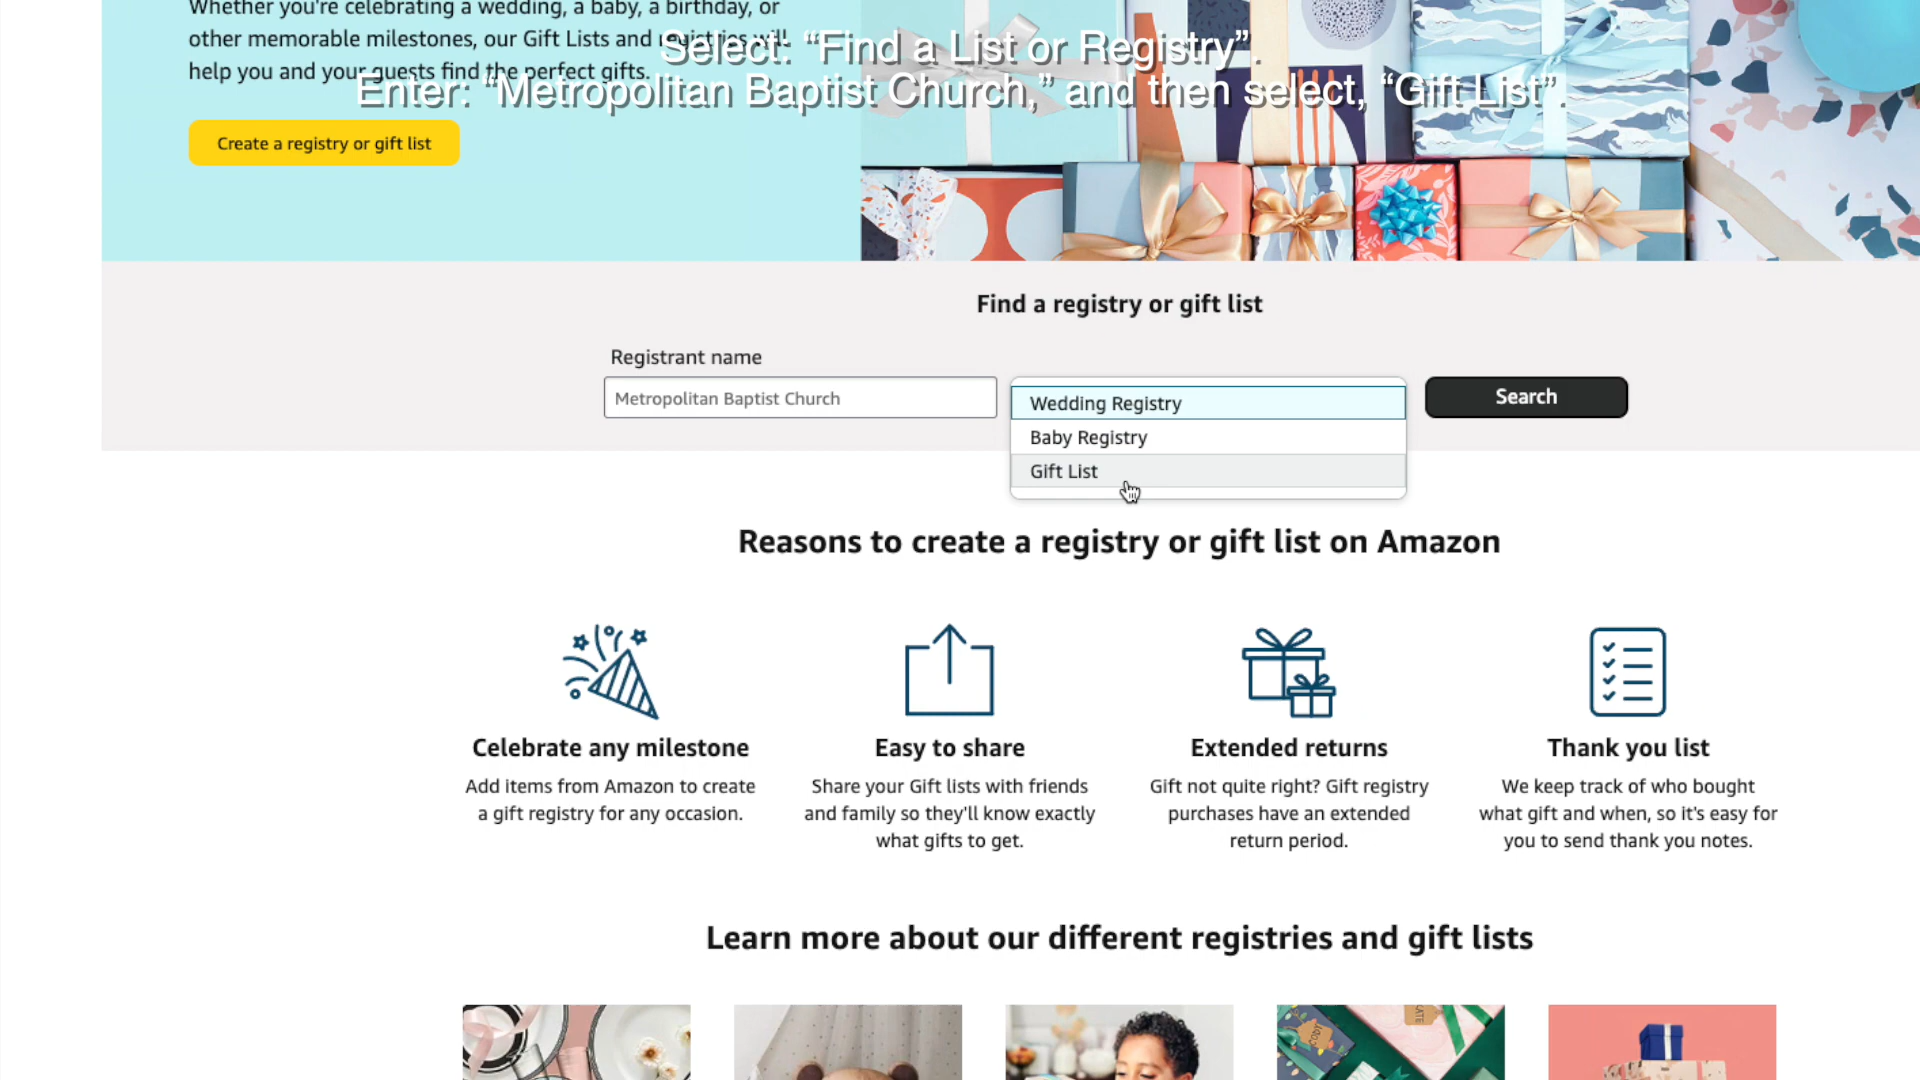 Whether you're celebrating a wedding, a baby, a birthday, or
other memorable milestones, our Gift Lists and registries will
help you and your guests find the perfect gifts.
Select: “Find a List or Registry”.
Enter: “Metropolitan Baptist Church,” and then select, “Gift List”.
Create a registry or gift list
Find a registry or gift list
Registrant name
Metropolitan Baptist Church
Wedding Registry
Baby Registry
Gift List
Search
Reasons to create a registry or gift list on Amazon
Celebrate any milestone
Add items from Amazon to create
a gift registry for any occasion.
Easy to share
Share your Gift lists with friends
and family so they'll know exactly
what gifts to get.
Extended returns
Gift not quite right? Gift registry
purchases have an extended
return period.
Thank you list
We keep track of who bought
what gift and when, so it's easy for
you to send thank you notes.
Learn more about our different registries and gift lists